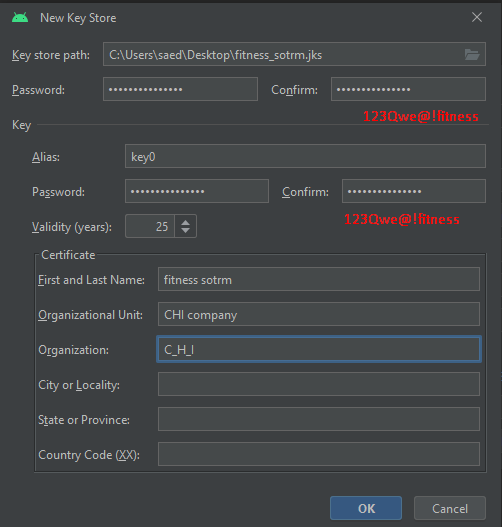 New Key Store
Key store path: C:\Users\saed\Desktop\fitness_sotrm.jks
Password: ••••••••••••••• Confirm: •••••••••••••••
123Qwe@!fitness
Key
Alias: key0
Password: ••••••••••••••• Confirm: •••••••••••••••
123Qwe@!fitness
Validity (years): 25
Certificate
First and Last Name: fitness sotrm
Organizational Unit: CHI company
Organization: C_H_I
City or Locality:
State or Province:
Country Code (XX):
OK Cancel